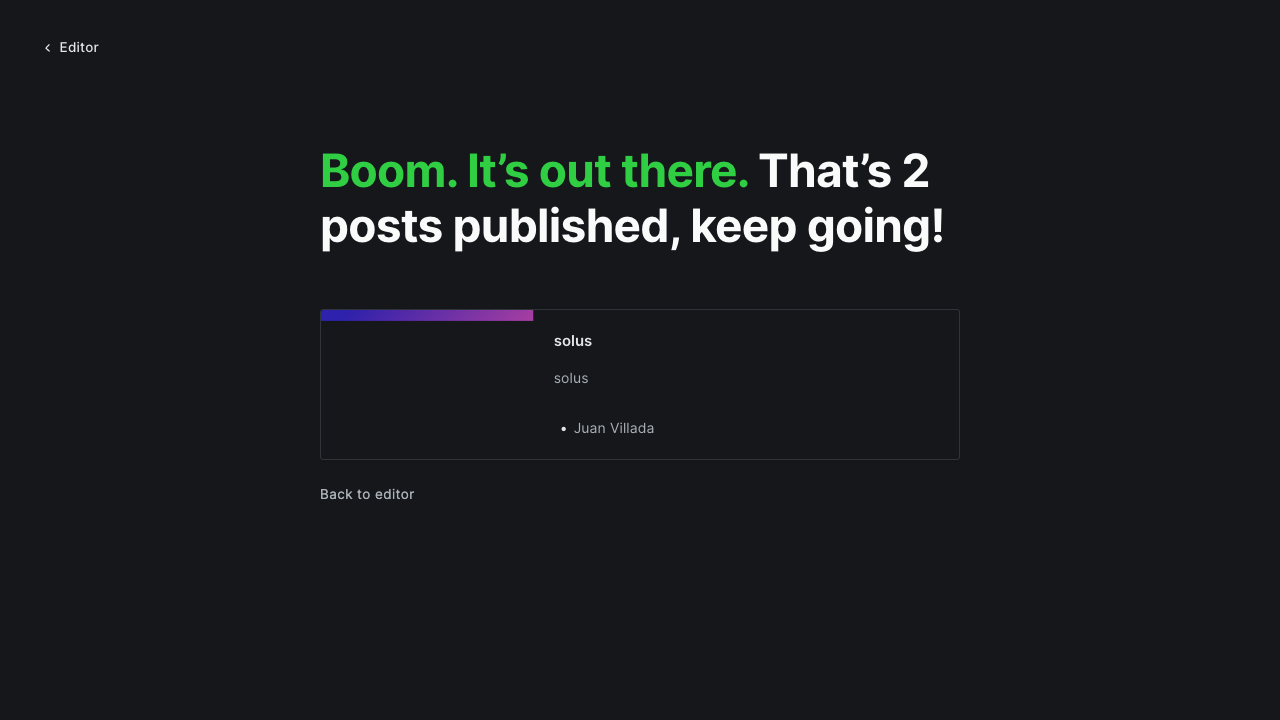 Editor
Boom. It’s out there. That’s 2
posts published, keep going!
solus
solus
• Juan Villada
Back to editor